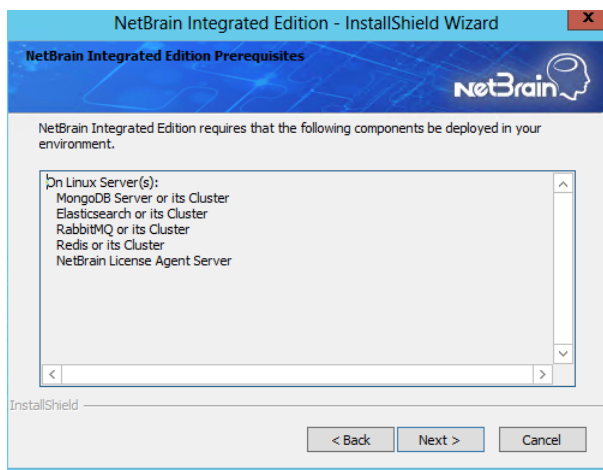 NetBrain Integrated Edition - InstallShield Wizard
x
NetBrain Integrated Edition Prerequisites
NetBrain
NetBrain Integrated Edition requires that the following components be deployed in your
environment.
On Linux Server(s):
MongoDB Server or its Cluster
Elasticsearch or its Cluster
RabbitMQ or its Cluster
Redis or its Cluster
NetBrain License Agent Server
InstallShield
< Back
Next >
Cancel